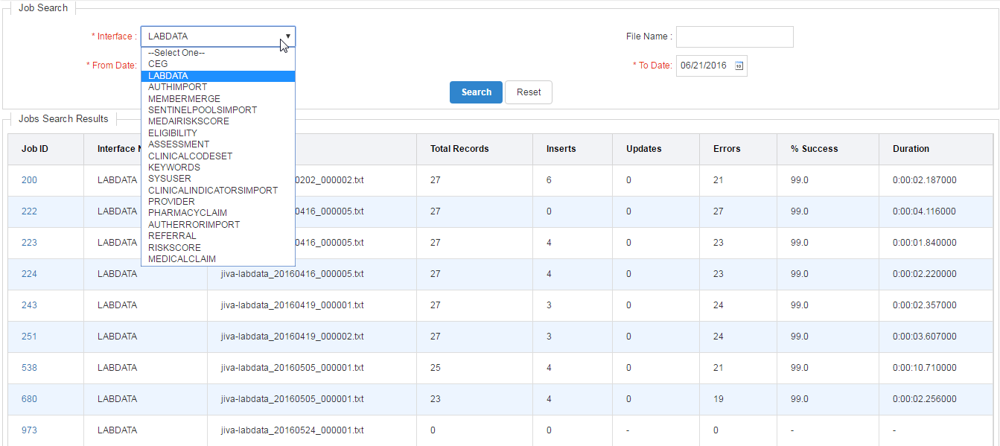 Job Search
* Interface : LABDATA File Name :
--Select One--
* From Date: CEG * To Date: 06/21/2016
LABDATA
AUTHIMPORT
MEMBERMERGE
SENTINELPOOLSIMPORT
MEDAIRISKSCORE
ELIGIBILITY
ASSESSMENT
CLINICALCODESET
KEYWORDS
SYSUSER
CLINICALINDICATORSIMPORT
PROVIDER
PHARMACYCLAIM
AUTHERRORIMPORT
REFERRAL
RISKSCORE
MEDICALCLAIM
Search Reset
Jobs Search Results
Job ID Interface Total Records Inserts Updates Errors % Success Duration
200 LABDATA 0202_000002.txt 27 6 0 21 99.0 0:00:02.187000
222 LABDATA 0416_000005.txt 27 0 0 27 99.0 0:00:04.116000
223 LABDATA 0416_000005.txt 27 4 0 23 99.0 0:00:01.840000
224 LABDATA jiva-labdata_20160416_000005.txt 27 4 0 23 99.0 0:00:02.220000
243 LABDATA jiva-labdata_20160419_000001.txt 27 3 0 24 99.0 0:00:02.357000
251 LABDATA jiva-labdata_20160419_000002.txt 27 3 0 24 99.0 0:00:03.607000
538 LABDATA jiva-labdata_20160505_000001.txt 25 4 0 21 99.0 0:00:10.710000
680 LABDATA jiva-labdata_20160505_000001.txt 23 4 0 19 99.0 0:00:02.256000
973 LABDATA jiva-labdata_20160524_000001.txt 0 0 - 0 - -